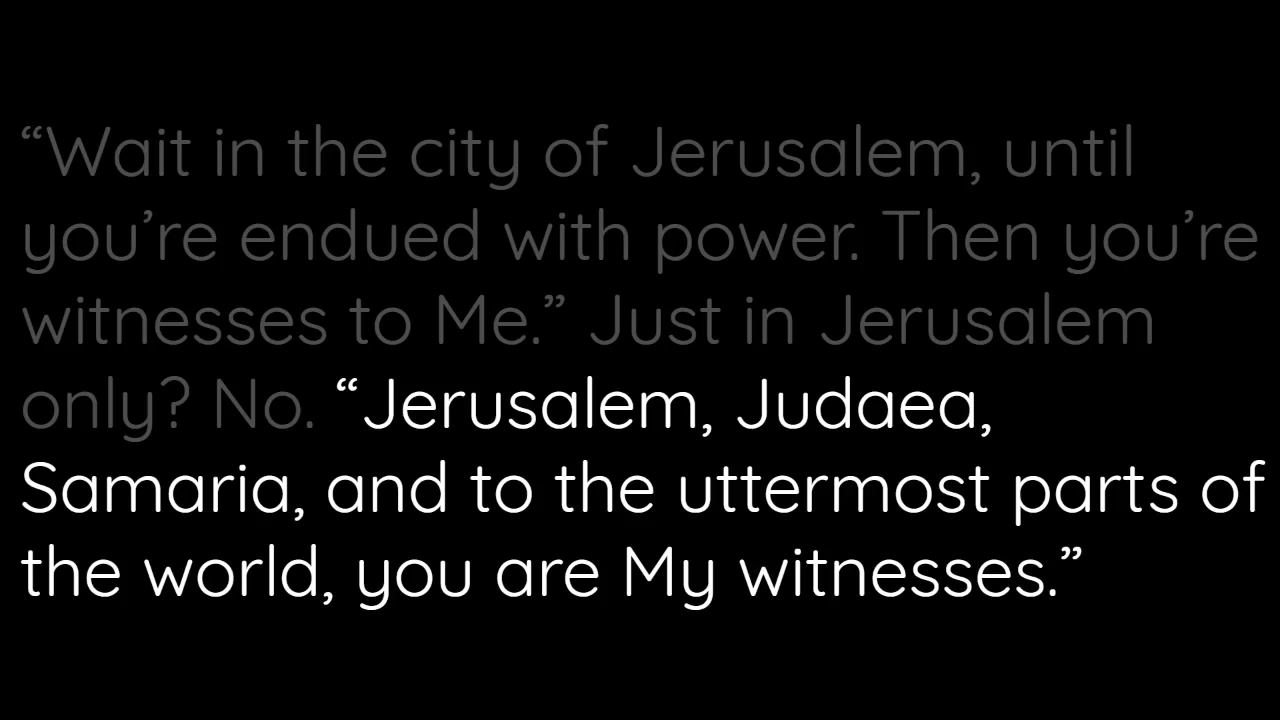 “Wait in the city of Jerusalem, until
you’re endued with power. Then you’re
witnesses to Me.” Just in Jerusalem
only? No. “Jerusalem, Judaea,
Samaria, and to the uttermost parts of
the world, you are My witnesses.”